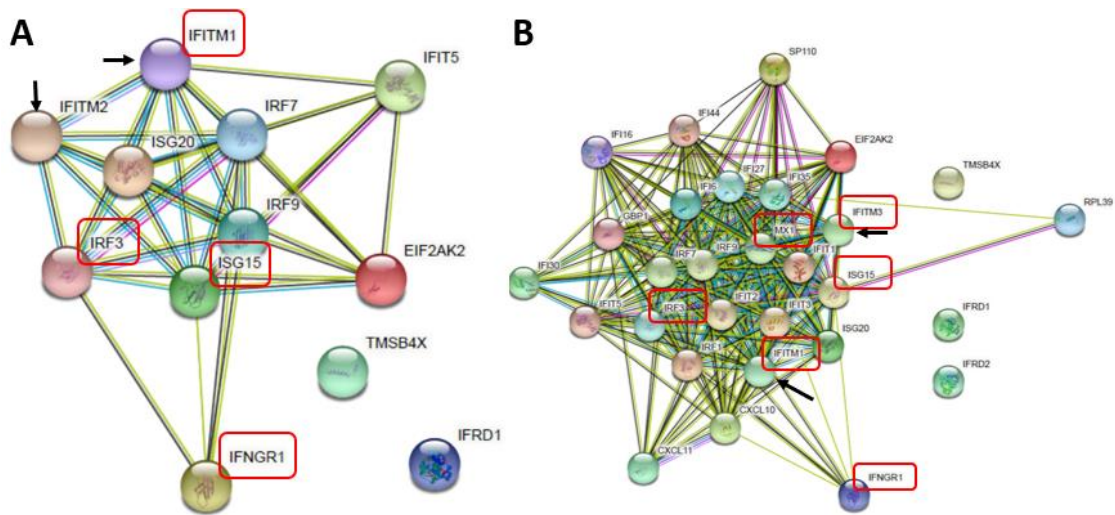 A
IFITM1
IFIT5
IFITM2
IRF7
ISG20
IRF9
IRF3
ISG15
EIF2AK2
TMSB4X
IFNGR1
IFRD1
B
SP110
IFI44
IFI16
EIF2AK2
TMSB4X
IFI27
IFI35
IFI6
RPL39
GBP1
IFITM3
MX1
IRF9
IFIT1
IRF7
IFI30
ISG15
IFIT5
IRF3
IFIT2
IFIT3
IFRD1
ISG20
IRF1
IFITM1
IFRD2
CXCL10
CXCL11
IFNGR1